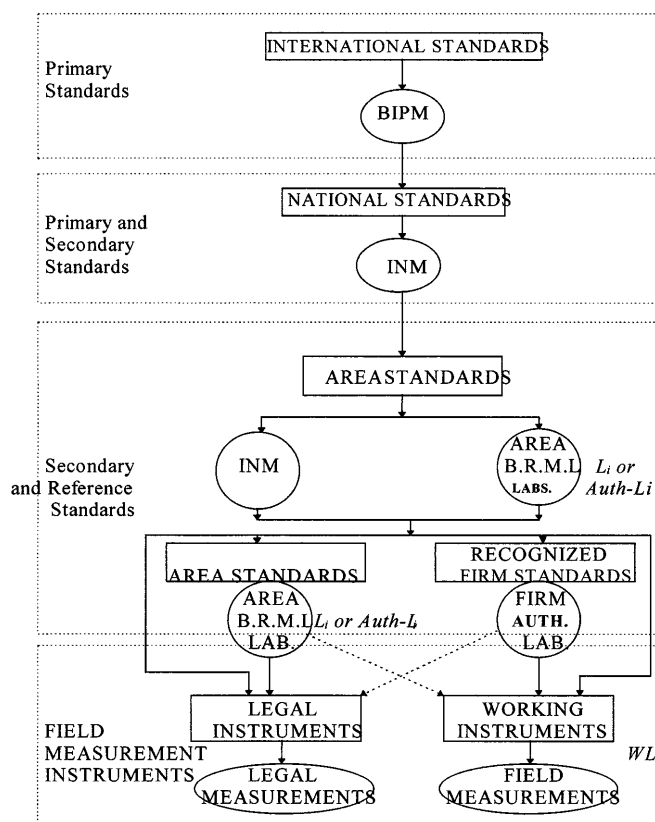 INTERNATIONAL STANDARDS
Primary
Standards
BIPM
NATIONAL STANDARDS
Primary and
Secondary
Standards
INM
AREA STANDARDS
Secondary
and Reference
Standards
INM
AREA
B.R.M.L
LABS.
Li or
Auth-Li
AREA STANDARDS
RECOGNIZED
FIRM STANDARDS
AREA
B.R.M.L
LAB.
Li or Auth-Li
FIRM
AUTH.
LAB.
FIELD
MEASUREMENT
INSTRUMENTS
LEGAL
INSTRUMENTS
WORKING
INSTRUMENTS
WL
LEGAL
MEASUREMENTS
FIELD
MEASUREMENTS